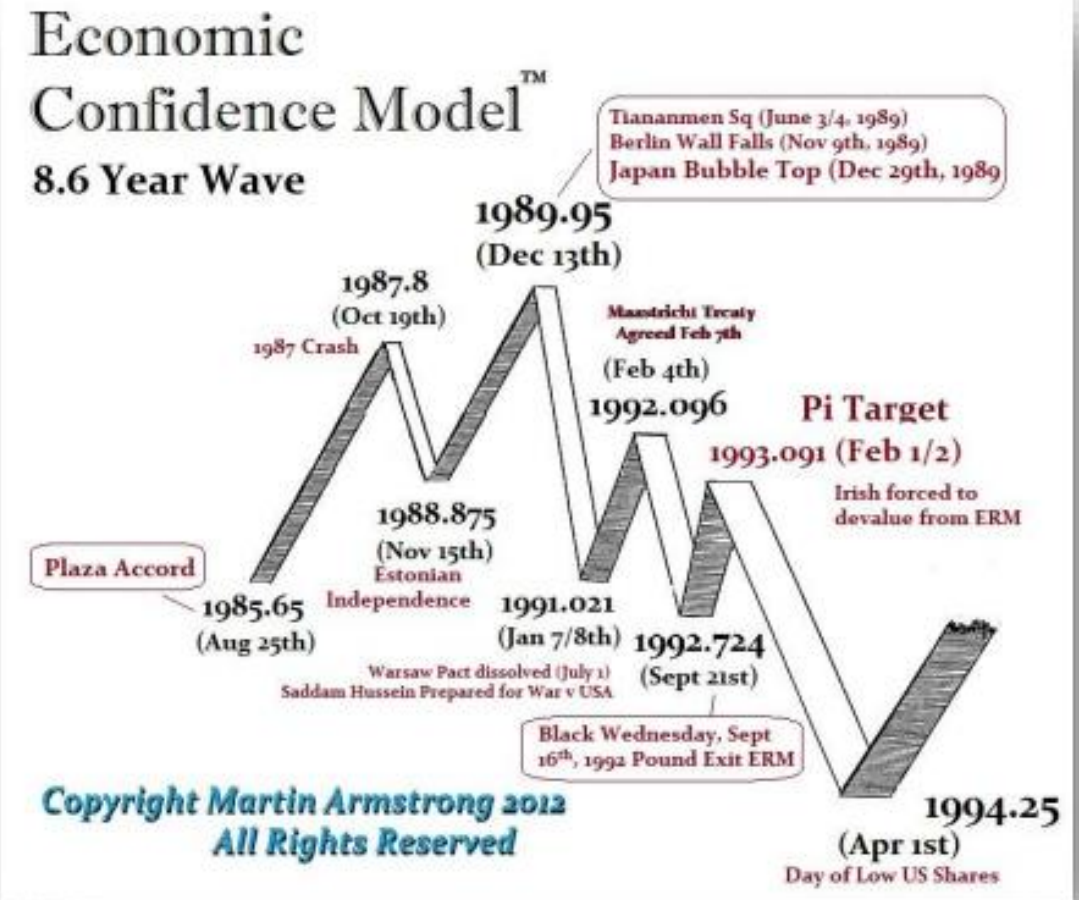 Economic
Confidence Model™
8.6 Year Wave
Tiananmen Sq (June 3/4, 1989)
Berlin Wall Falls (Nov 9th, 1989)
Japan Bubble Top (Dec 29th, 1989
1989.95
(Dec 13th)
1987.8
(Oct 19th)
1987 Crash
Maastricht Treaty
Agreed Feb 7th
(Feb 4th)
1992.096
Pi Target
1993.091 (Feb 1/2)
Irish forced to
devalue from ERM
1988.875
(Nov 15th)
Estonian
Independence
Plaza Accord
1985.65
(Aug 25th)
1991.021
(Jan 7/8th)
Warsaw Pact dissolved (July 1)
Saddam Hussein Prepared for War v USA
1992.724
(Sept 21st)
Black Wednesday, Sept
16th, 1992 Pound Exit ERM
Copyright Martin Armstrong 2012
All Rights Reserved
1994.25
(Apr 1st)
Day of Low US Shares